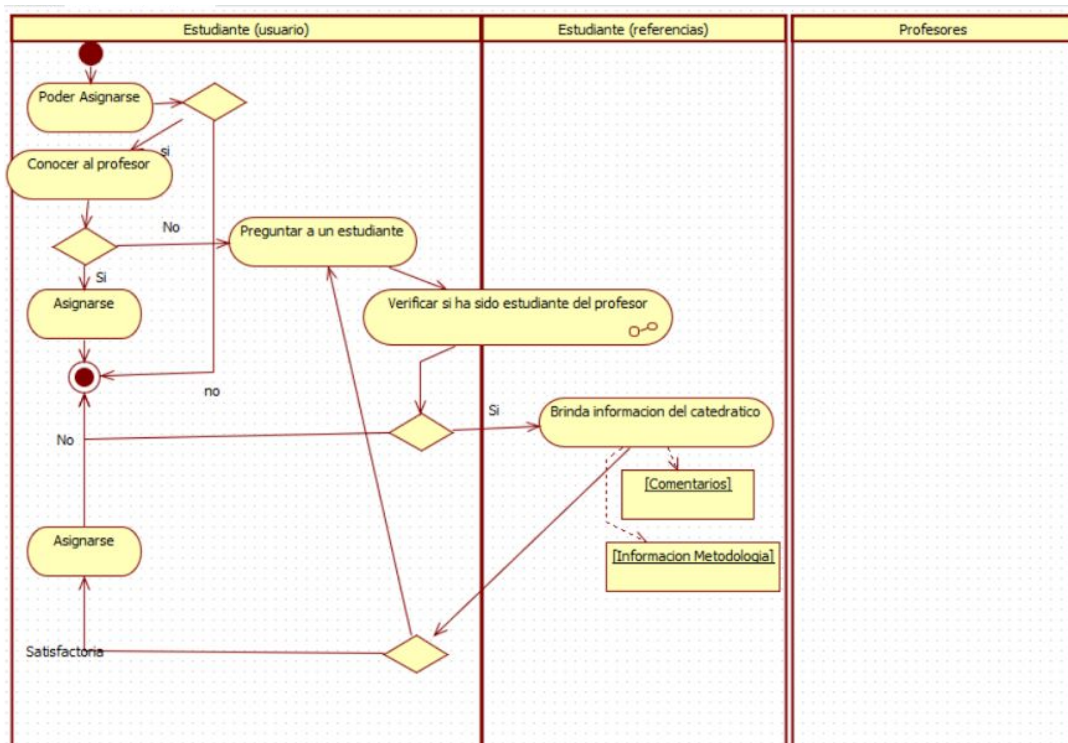 Estudiante (usuario)
Estudiante (referencias)
Profesores
Poder Asignarse
si
Conocer al profesor
No
Preguntar a un estudiante
Si
Asignarse
Verificar si ha sido estudiante del profesor
no
Si
Brinda informacion del catedratico
No
[Comentarios]
Asignarse
[Informacion Metodologia]
Satisfactoria